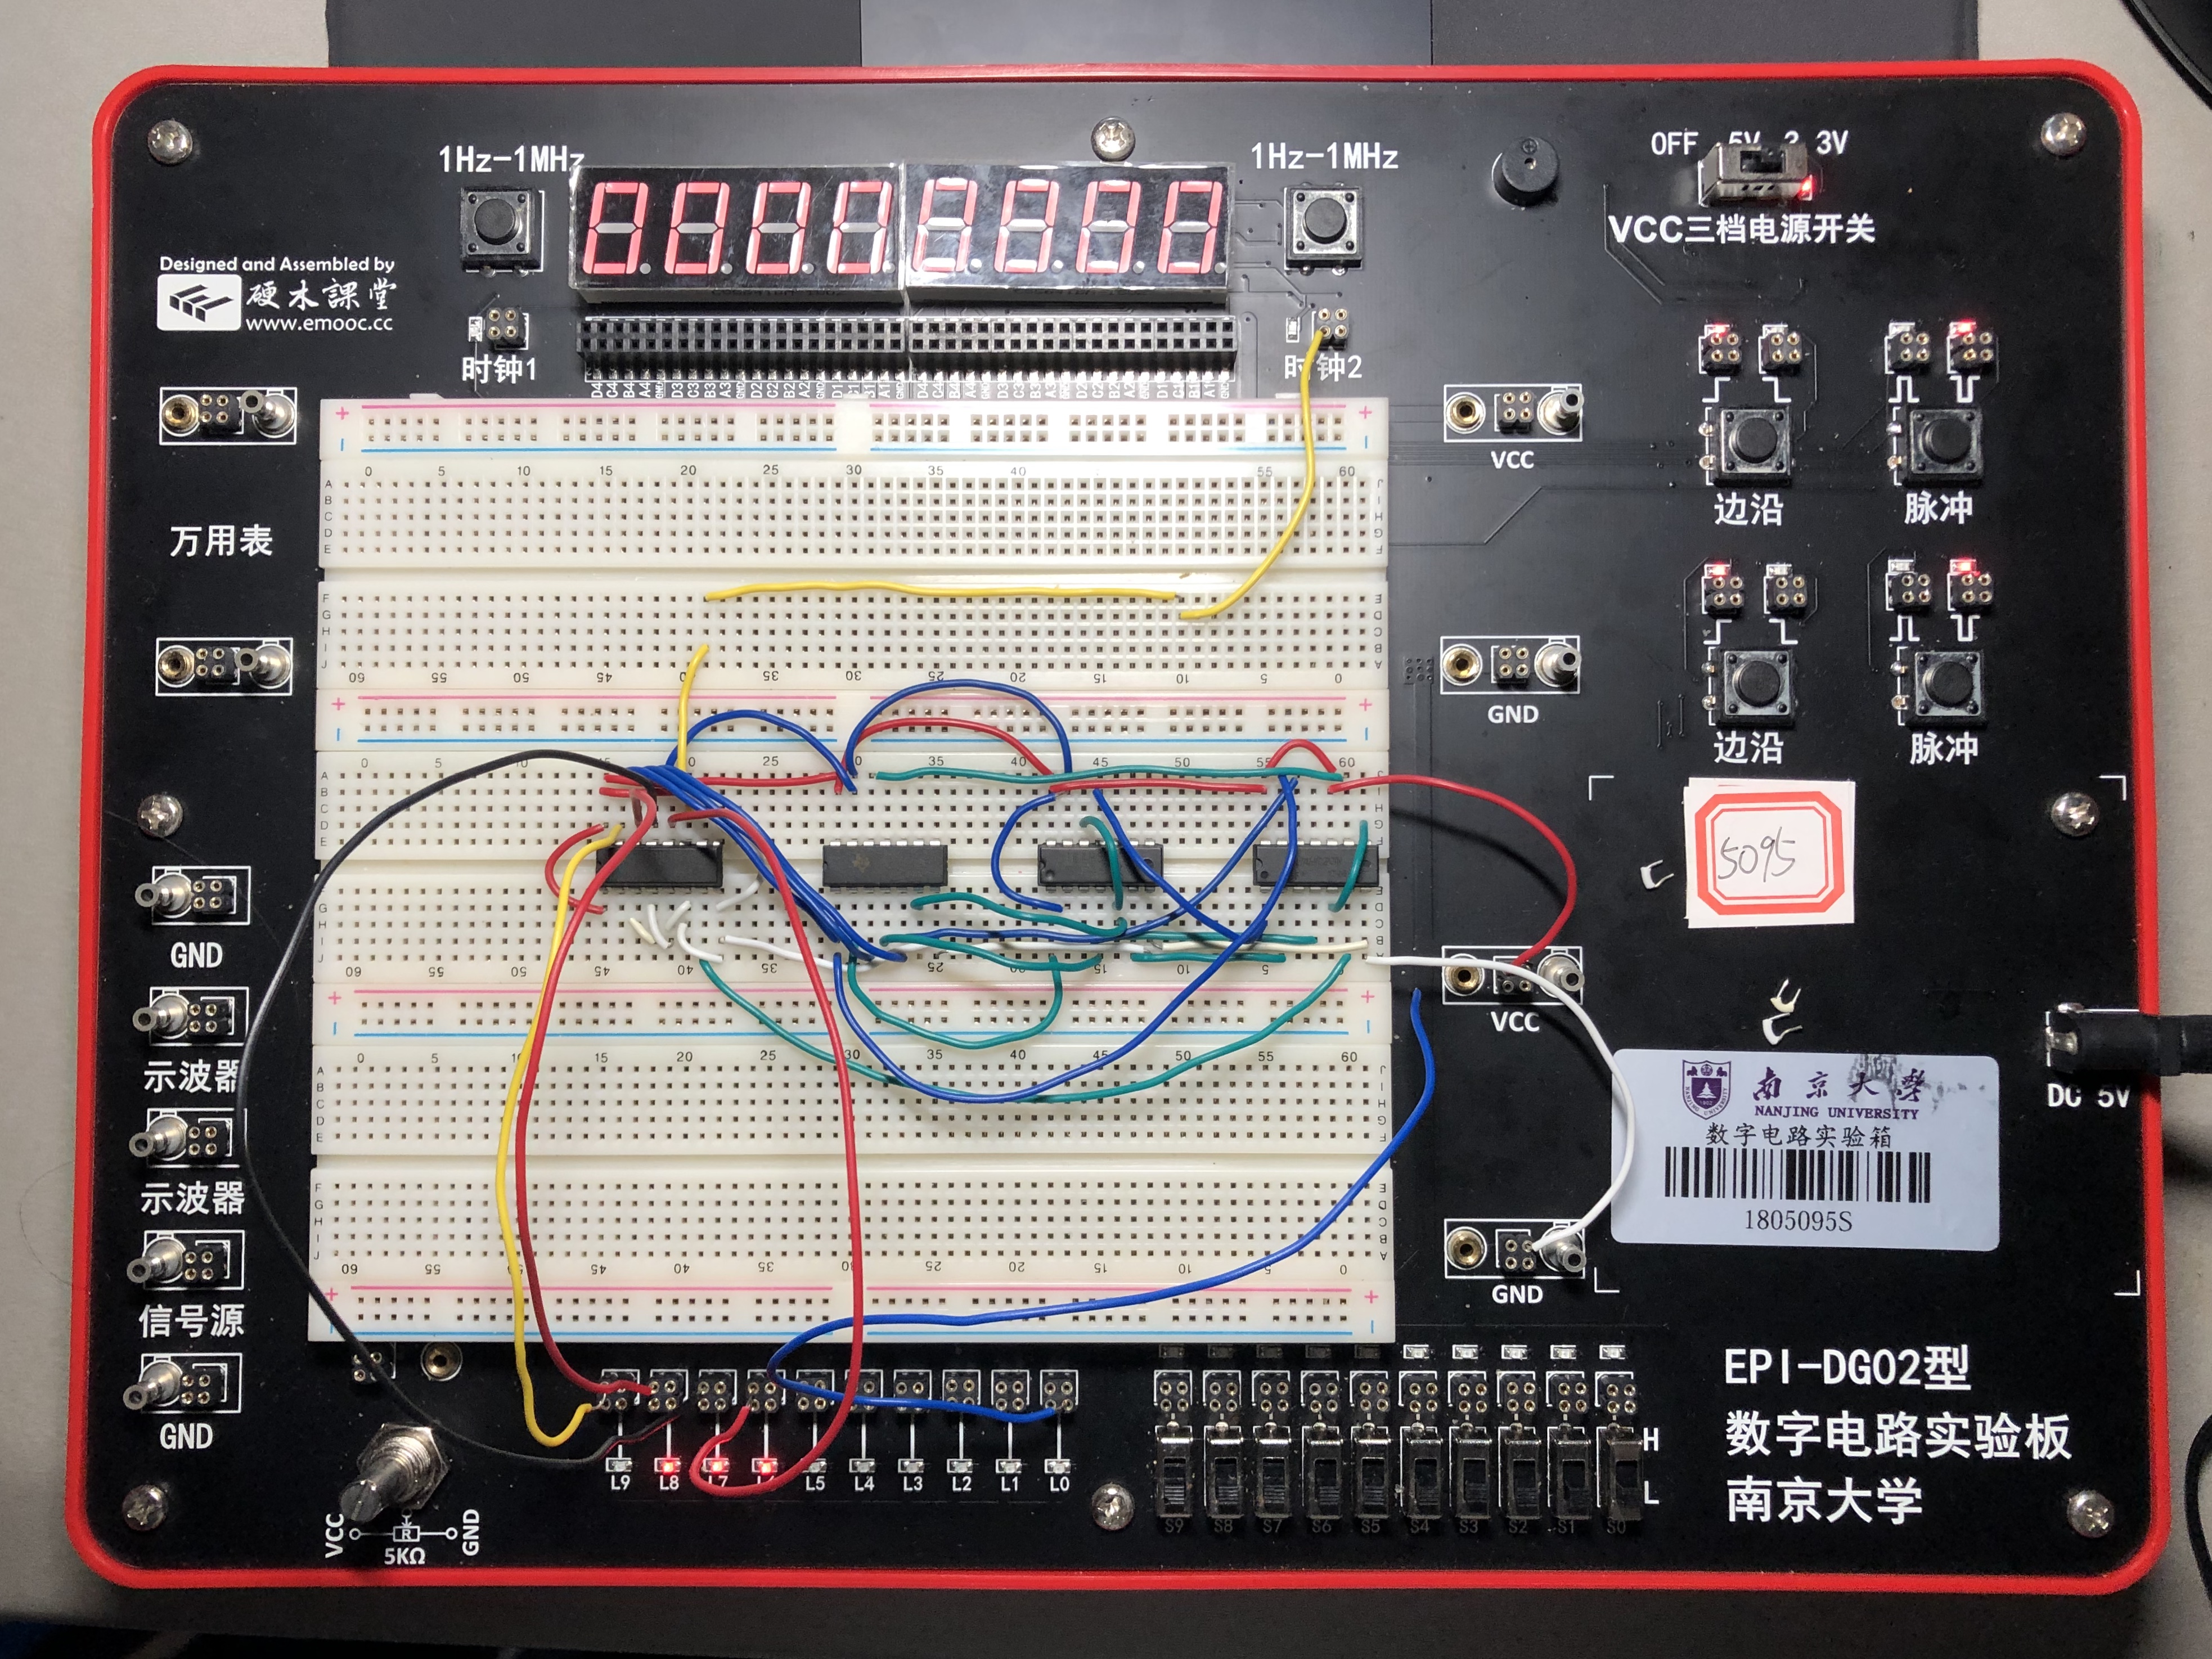 1Hz-1MHz
1Hz-1MHz
OFF 5V 3.3V
VCC三档电源开关
Designed and Assembled by
硬木課堂
www.emooc.cc
时钟1
时钟2
VCC
边沿
脉冲
万用表
GND
边沿
脉冲
5095
GND
示波器
示波器
信号源
GND
VCC
GND
南京大学
NANJING UNIVERSITY
数字电路实验箱
1805095S
DC 5V
EPI-DG02型
数字电路实验板
南京大学
H
L
L9 L8 L7 L5 L4 L3 L2 L1 L0
S9 S8 S7 S6 S5 S4 S3 S2 S1 S0
VCC R GND
5KΩ